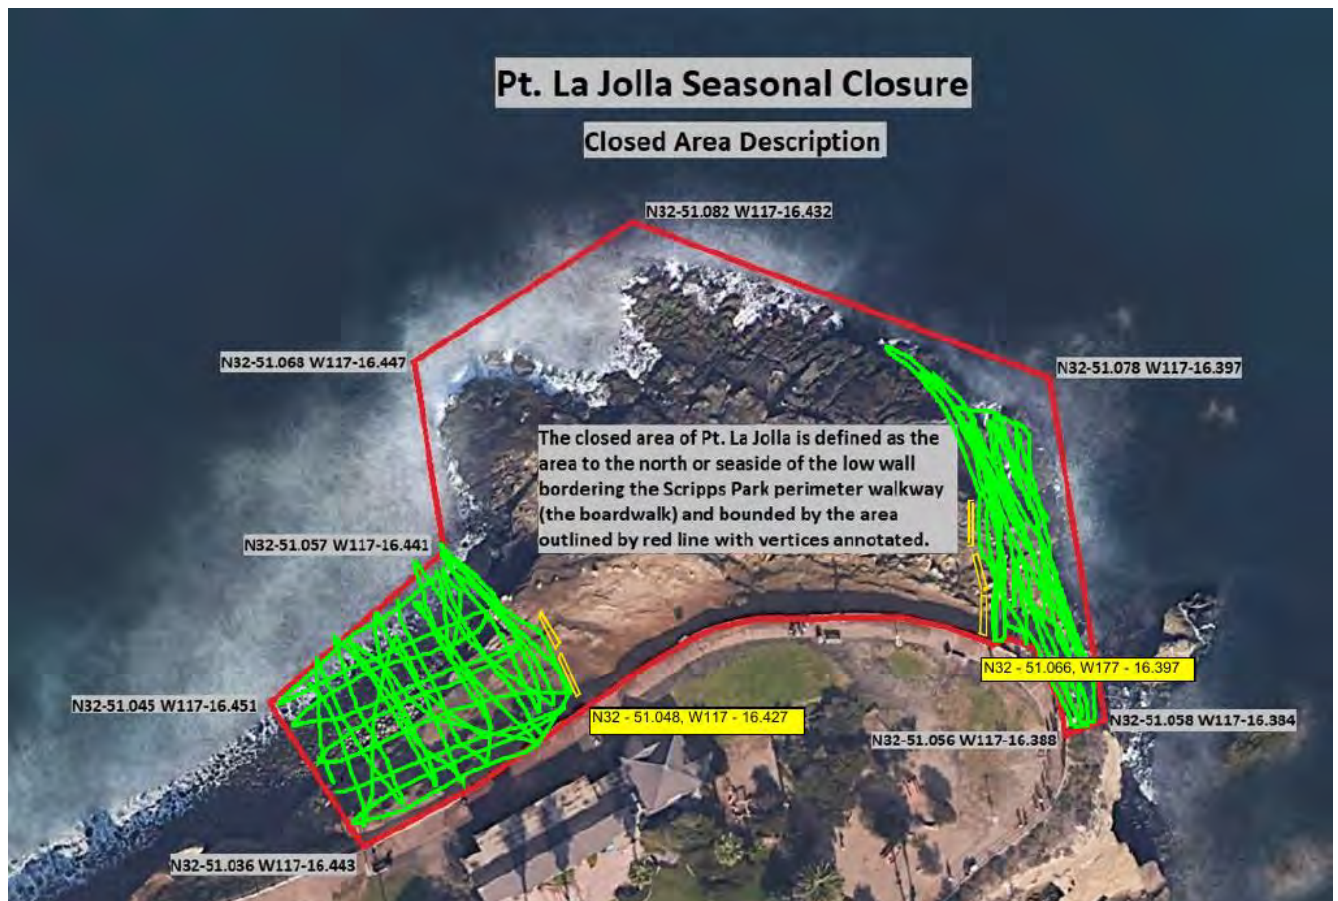 Pt. La Jolla Seasonal Closure
Closed Area Description
N32-51.082 W117-16.432
N32-51.068 W117-16.447
N32-51.078 W117-16.397
The closed area of Pt. La Jolla is defined as the
area to the north or seaside of the low wall
bordering the Scripps Park perimeter walkway
(the boardwalk) and bounded by the area
outlined by red line with vertices annotated.
N32-51.057 W117-16.441
N32 - 51.066, W177 - 16.397
N32-51.045 W117-16.451
N32 - 51.048, W117 - 16.427
N32-51.058 W117-16.384
N32-51.056 W117-16.388
N32-51.036 W117-16.443